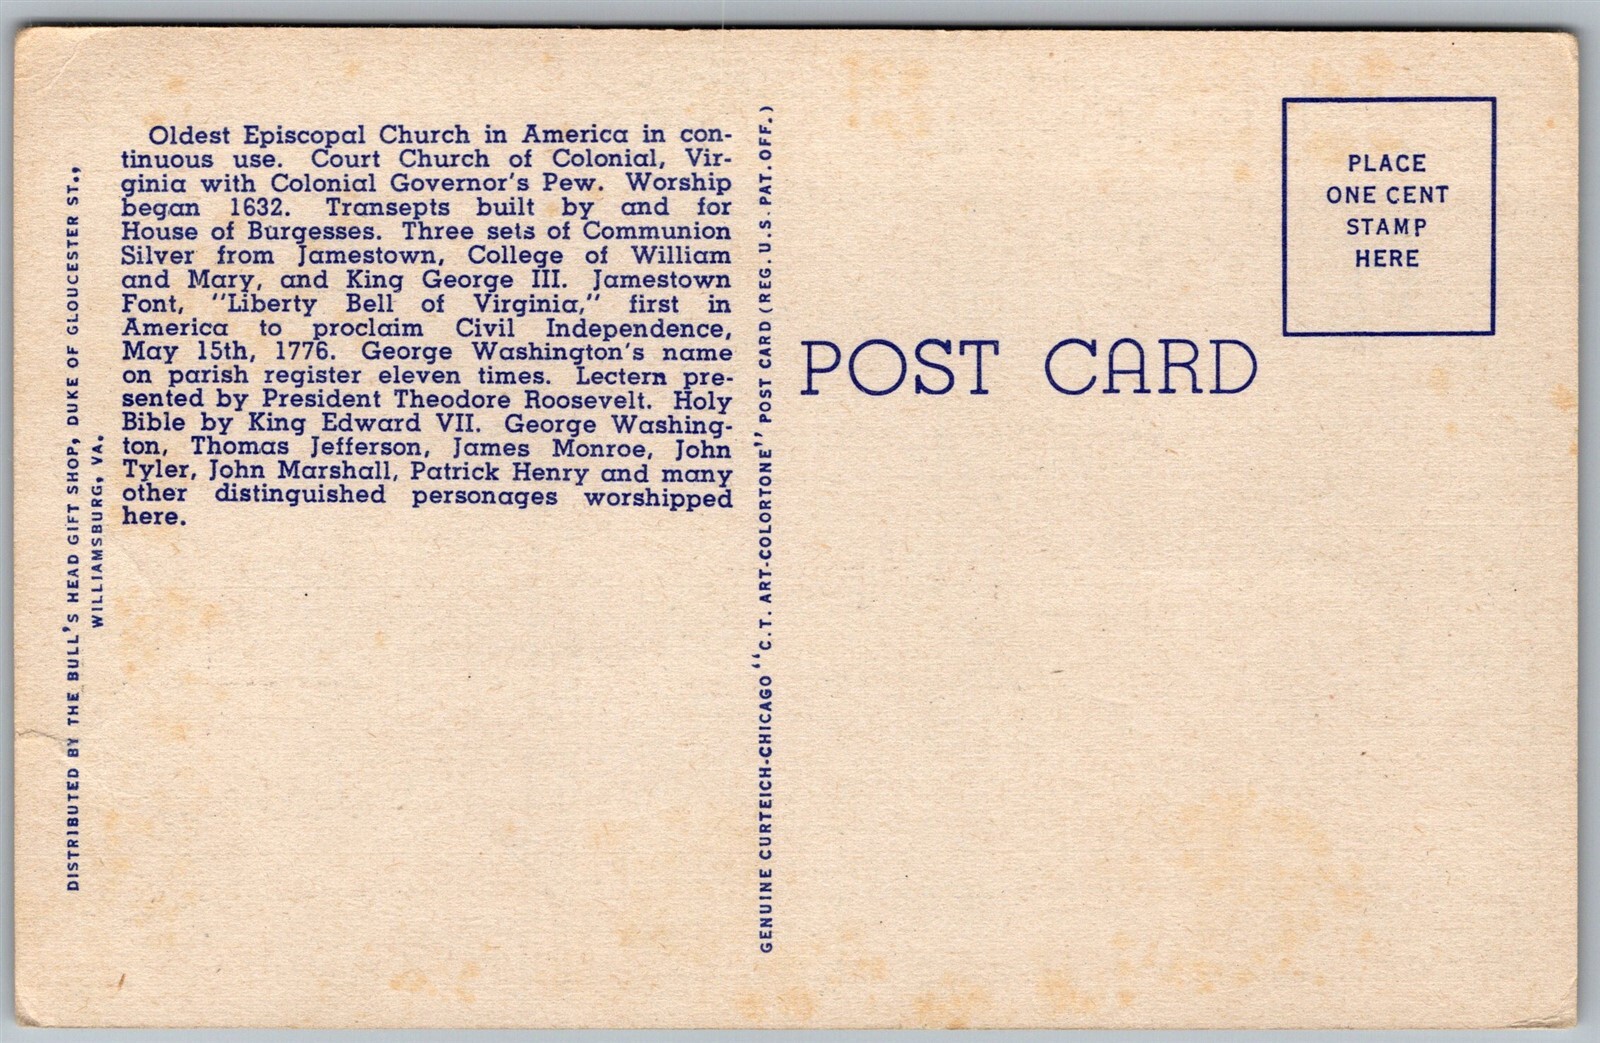 DISTRIBUTED BY THE BULL'S HEAD GIFT SHOP, DUKE OF GLOUCESTER ST.,
WILLIAMSBURG, VA.
Oldest Episcopal Church in America in con-
tinuous use. Court Church of Colonial, Vir-
ginia with Colonial Governor's Pew. Worship
began 1632. Transepts built by and for
House of Burgesses. Three sets of Communion
Silver from Jamestown, College of William
and Mary, and King George III. Jamestown
Font, "Liberty Bell of Virginia," first in
America to proclaim Civil Independence,
May 15th, 1776. George Washington's name
on parish register eleven times. Lectern pre-
sented by President Theodore Roosevelt. Holy
Bible by King Edward VII. George Washing-
ton, Thomas Jefferson, James Monroe, John
Tyler, John Marshall, Patrick Henry and many
other distinguished personages worshipped
here.
GENUINE CURTEICH-CHICAGO "C.T. ART-COLORTONE" POST CARD (REG. U.S. PAT. OFF.)
POST CARD
PLACE
ONE CENT
STAMP
HERE